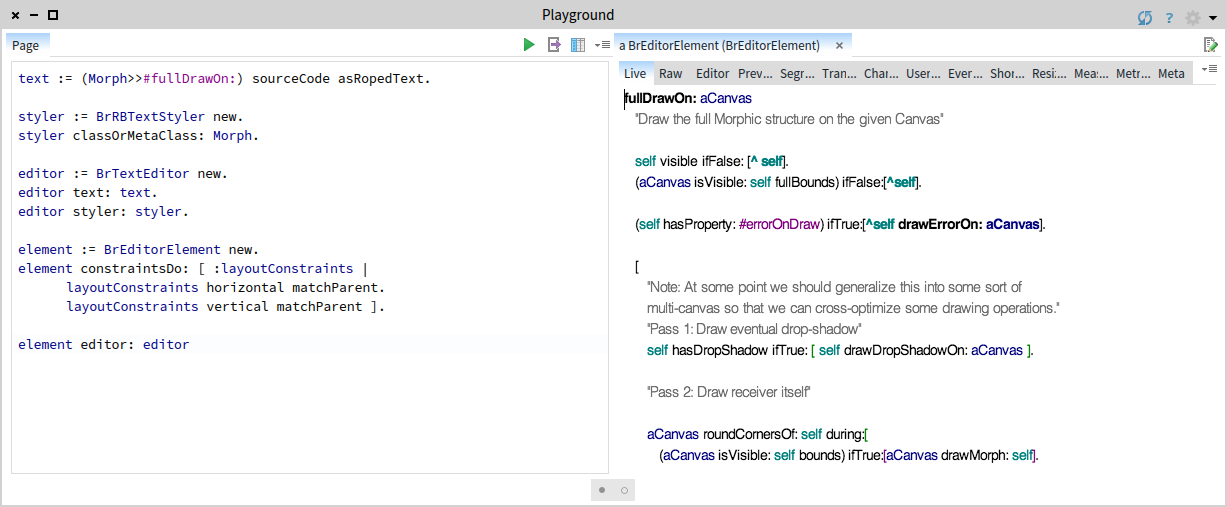 Playground
?
Page
text := (Morph>>#fullDrawOn:) sourceCode asRopedText.
styler := BrRBTextStyler new.
styler classOrMetaClass: Morph.
editor := BrTextEditor new.
editor text: text.
editor styler: styler.
element := BrEditorElement new.
element constraintsDo: [ :layoutConstraints |
layoutConstraints horizontal matchParent.
layoutConstraints vertical matchParent ].
element editor: editor
a BrEditorElement (BrEditorElement) ×
Live Raw Editor Prev... Segr... Tran... Char... User... Ever... Shor... Resi... Mea:... Metr... Meta
fullDrawOn: aCanvas
"Draw the full Morphic structure on the given Canvas"
self visible ifFalse: [^ self].
(aCanvas isVisible: self fullBounds) ifFalse:[^self].
(self hasProperty: #errorOnDraw) ifTrue:[^self drawErrorOn: aCanvas].
[
"Note: At some point we should generalize this into some sort of
multi-canvas so that we can cross-optimize some drawing operations."
"Pass 1: Draw eventual drop-shadow"
self hasDropShadow ifTrue: [ self drawDropShadowOn: aCanvas ].
"Pass 2: Draw receiver itself"
aCanvas roundCornersOf: self during:[
(aCanvas isVisible: self bounds) ifTrue:[aCanvas drawMorph: self].